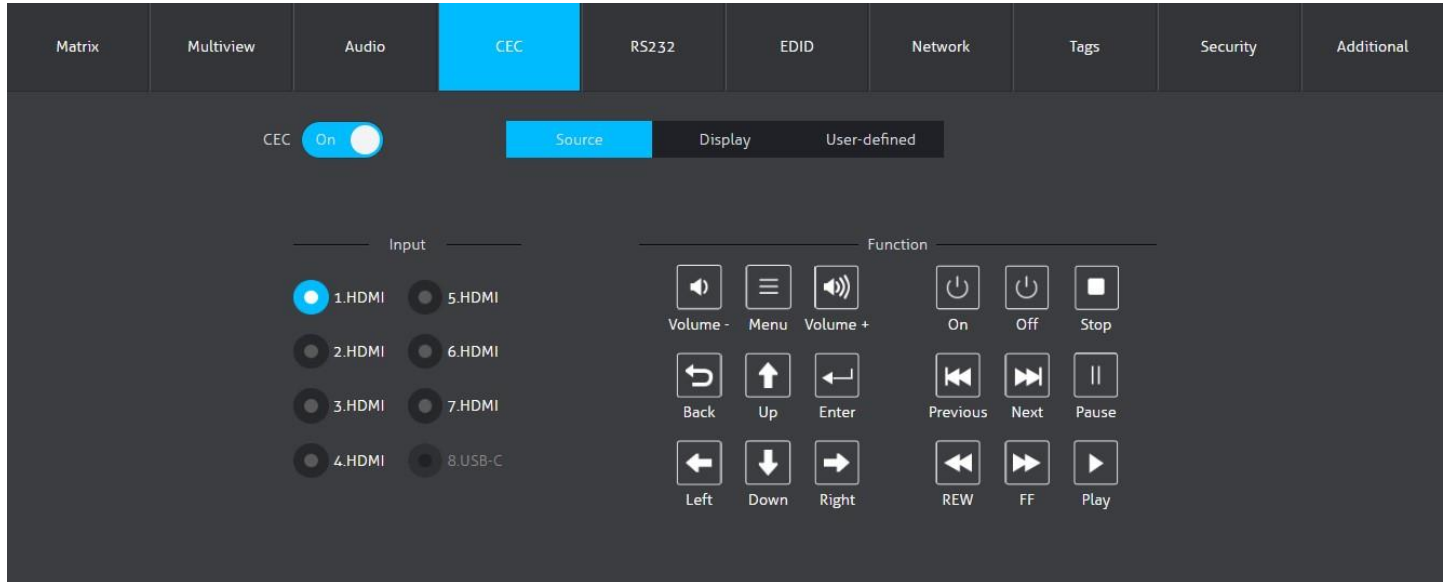 Matrix Multiview Audio CEC RS232 EDID Network Tags Security Additional
CEC On Source Display User-defined
Input Function
1.HDMI 5.HDMI
2.HDMI 6.HDMI
3.HDMI 7.HDMI
4.HDMI 8.USB-C
Volume - Menu Volume + On Off Stop
Back Up Enter Previous Next Pause
Left Down Right REW FF Play